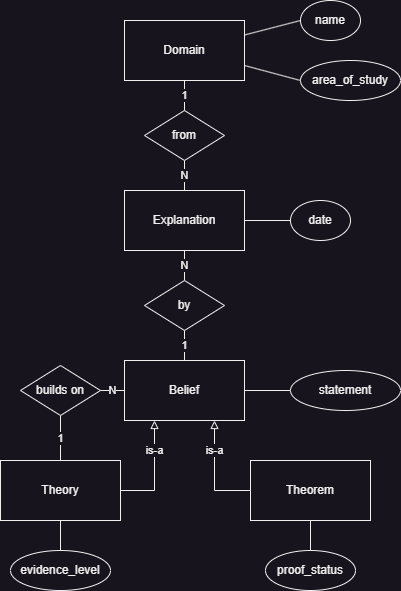 name
Domain
area_of_study
1
from
N
Explanation
date
N
by
1
builds on
N
Belief
statement
1
is-a
is-a
Theory
Theorem
evidence_level
proof_status